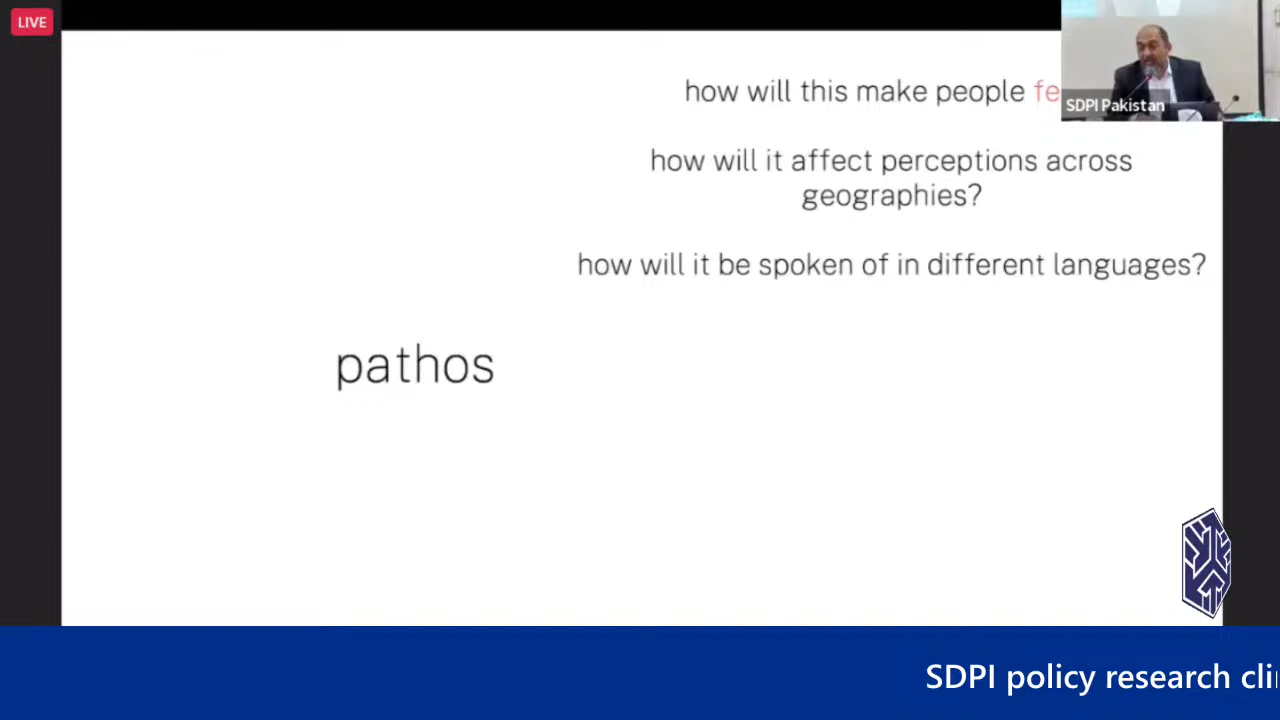 LIVE
how will this make people fe
SDPI Pakistan
how will it affect perceptions across
geographies?
how will it be spoken of in different languages?
pathos
SDPI policy research cli